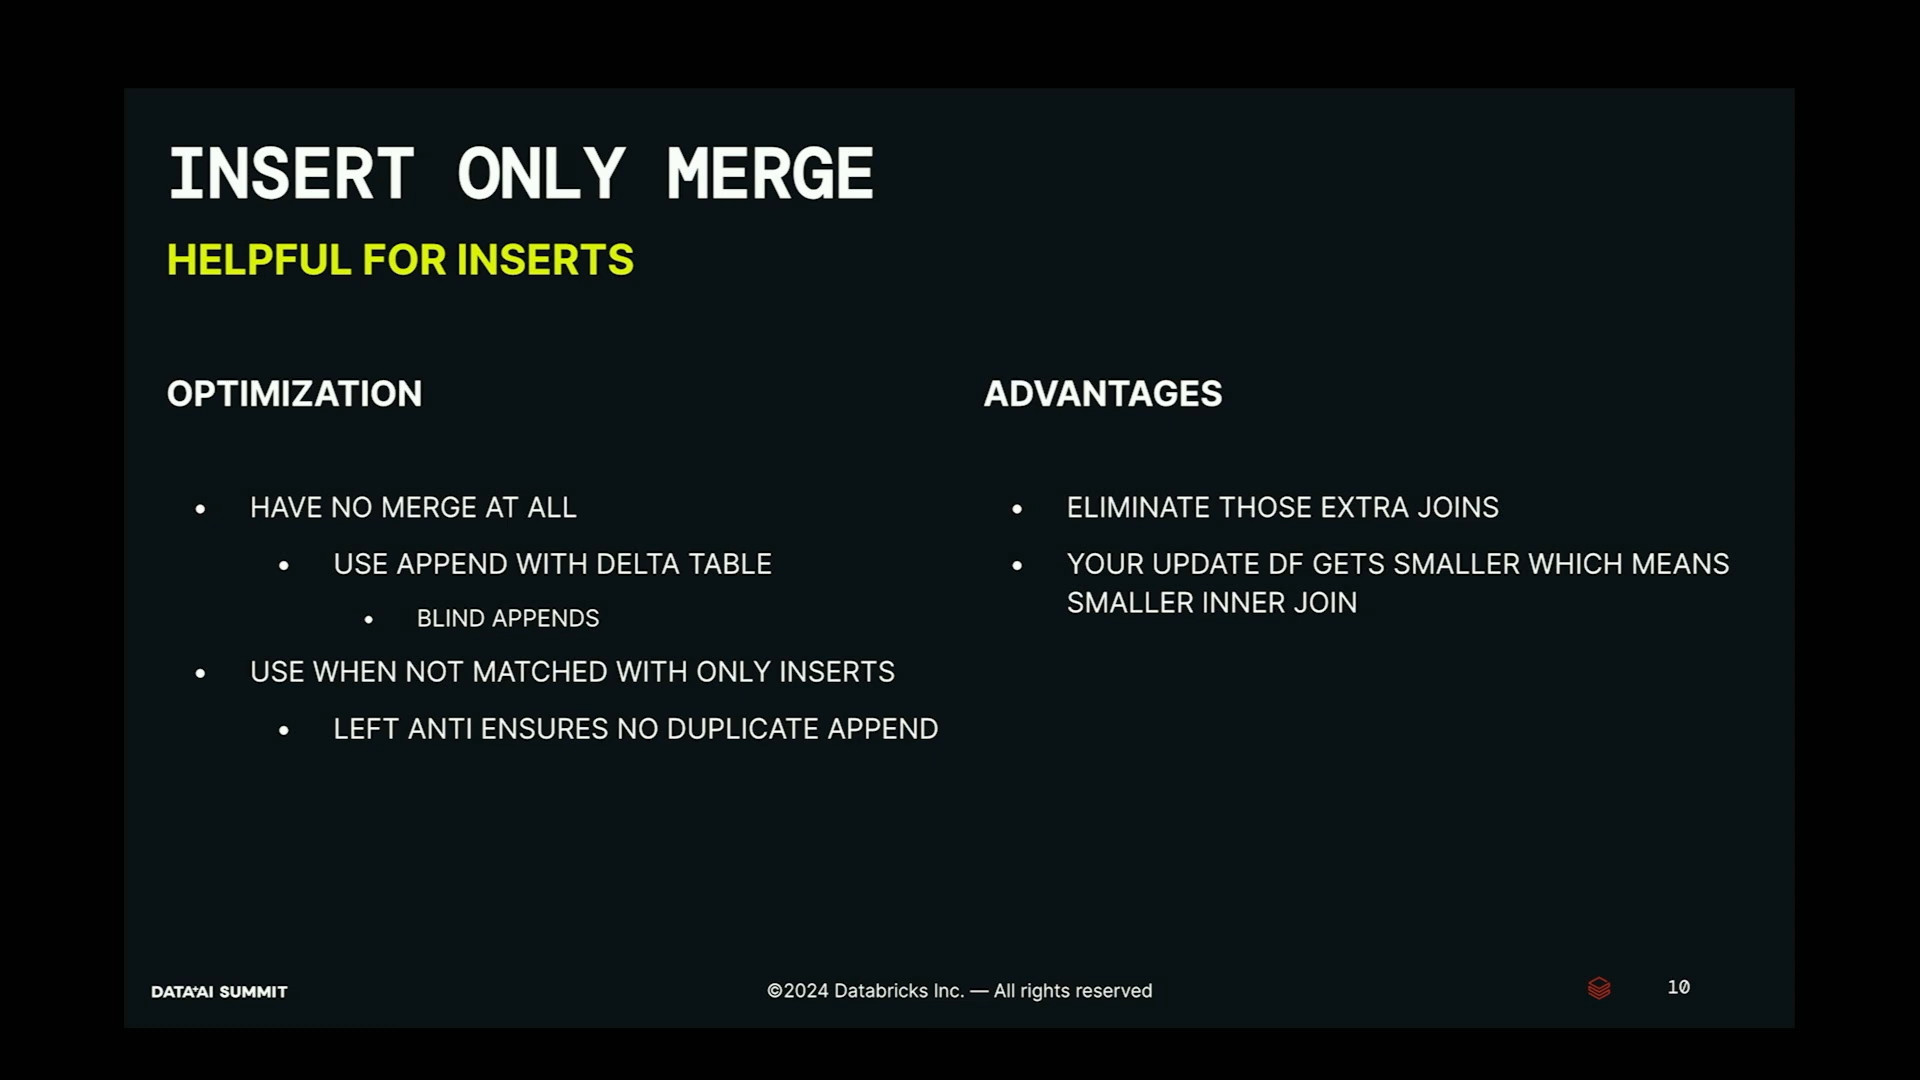 INSERT ONLY MERGE
HELPFUL FOR INSERTS
OPTIMIZATION
• HAVE NO MERGE AT ALL
• USE APPEND WITH DELTA TABLE
• BLIND APPENDS
• USE WHEN NOT MATCHED WITH ONLY INSERTS
• LEFT ANTI ENSURES NO DUPLICATE APPEND
ADVANTAGES
• ELIMINATE THOSE EXTRA JOINS
• YOUR UPDATE DF GETS SMALLER WHICH MEANS
SMALLER INNER JOIN
DATA+AI SUMMIT
©2024 Databricks Inc. — All rights reserved
10